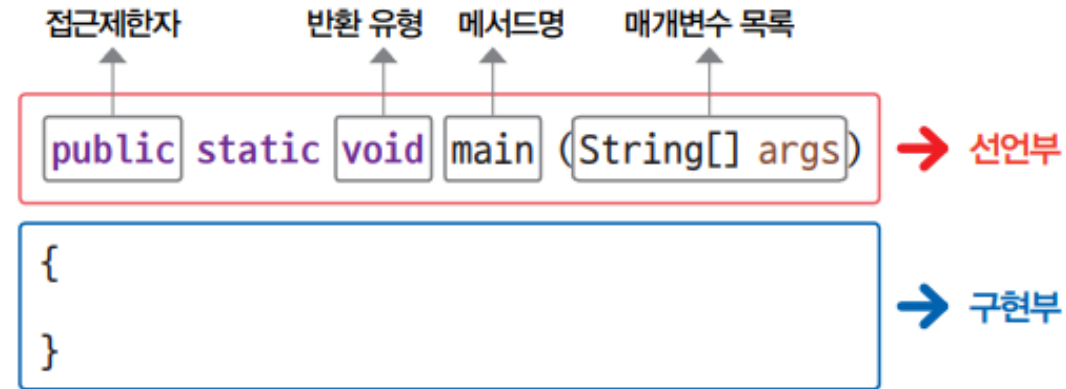 접근제한자 반환 유형 메서드명 매개변수 목록
public static void main (String[] args) 선언부
{
구현부
}